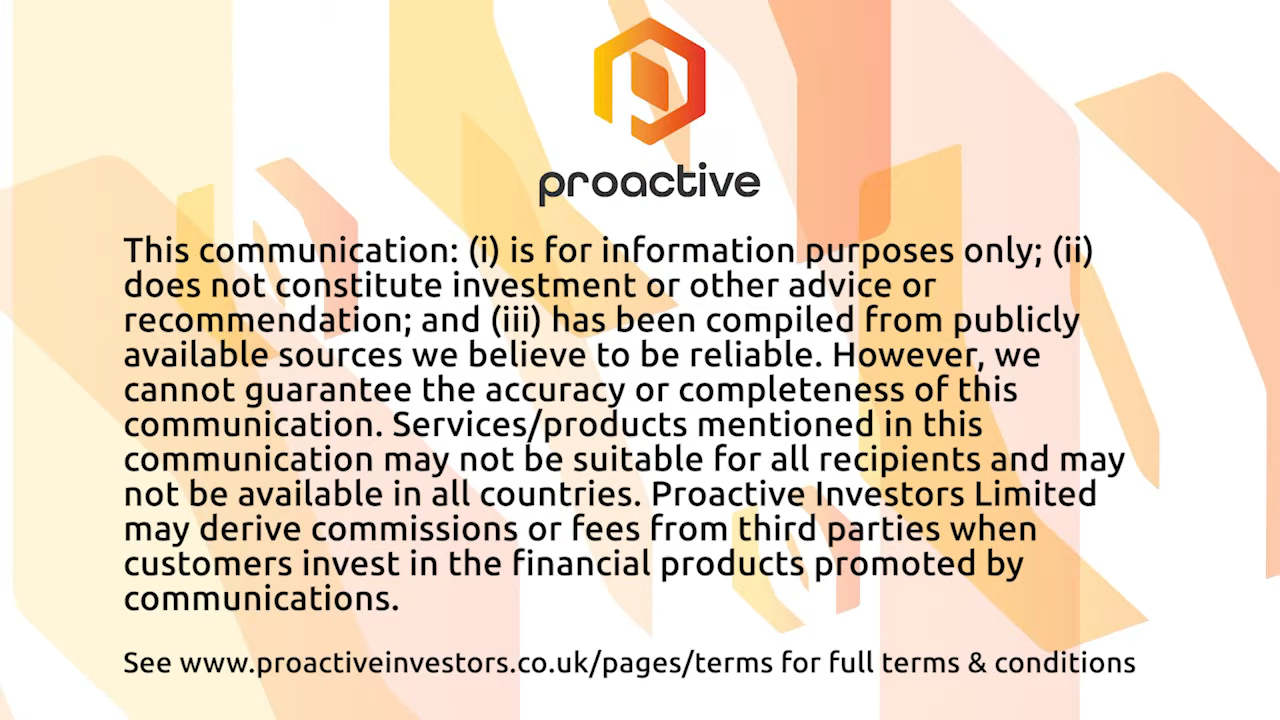 proactive
This communication: (i) is for information purposes only; (ii)
does not constitute investment or other advice or
recommendation; and (iii) has been compiled from publicly
available sources we believe to be reliable. However, we
cannot guarantee the accuracy or completeness of this
communication. Services/products mentioned in this
communication may not be suitable for all recipients and may
not be available in all countries. Proactive Investors Limited
may derive commissions or fees from third parties when
customers invest in the financial products promoted by
communications.
See www.proactiveinvestors.co.uk/pages/terms for full terms & conditions